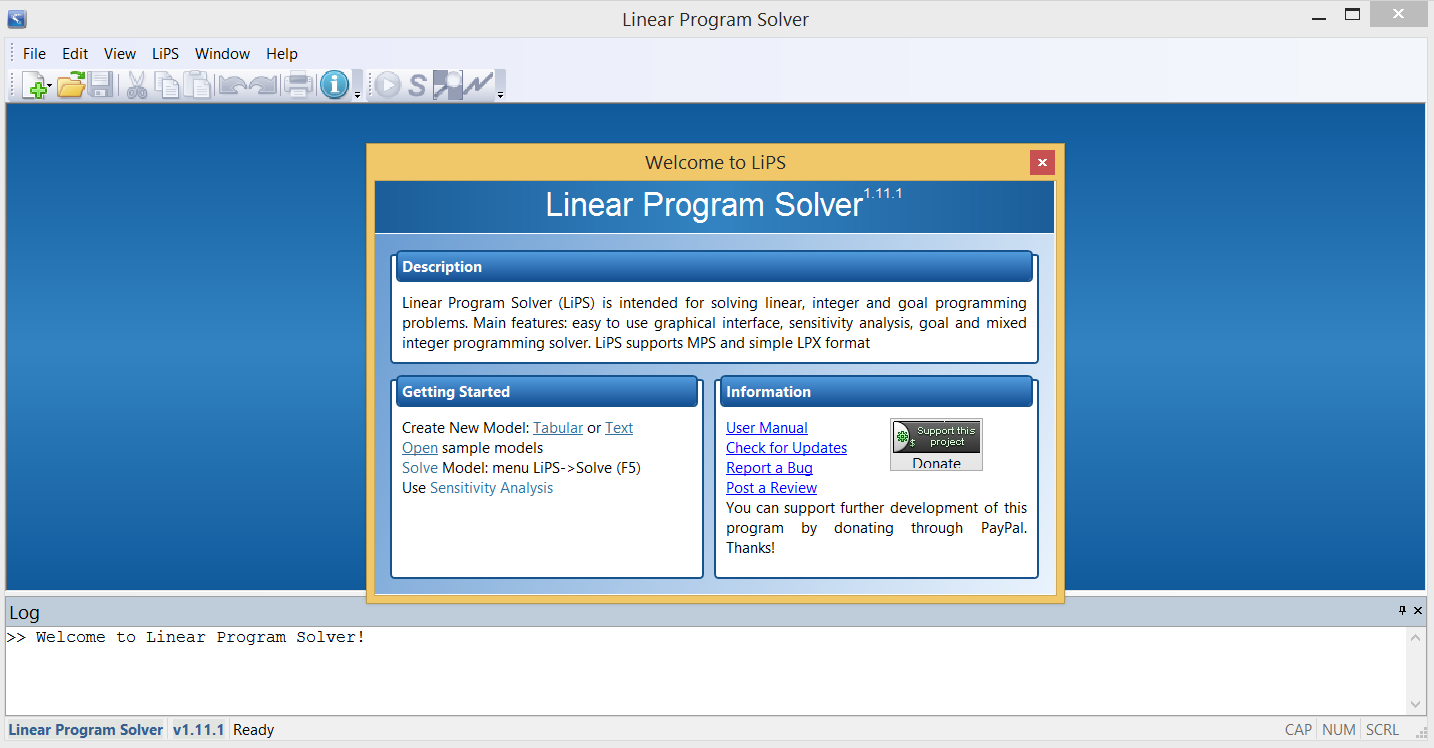 Linear Program Solver
File Edit View LiPS Window Help
S
Welcome to LiPS
Linear Program Solver 1.11.1
Description
Linear Program Solver (LiPS) is intended for solving linear, integer and goal programming
problems. Main features: easy to use graphical interface, sensitivity analysis, goal and mixed
integer programming solver. LiPS supports MPS and simple LPX format
Getting Started
Create New Model: Tabular or Text
Open sample models
Solve Model: menu LiPS->Solve (F5)
Use Sensitivity Analysis
Information
User Manual
Check for Updates
Report a Bug
Post a Review
Support this
$ project
Donate
You can support further development of this
program by donating through PayPal.
Thanks!
Log
>> Welcome to Linear Program Solver!
Linear Program Solver v1.11.1 Ready CAP NUM SCRL